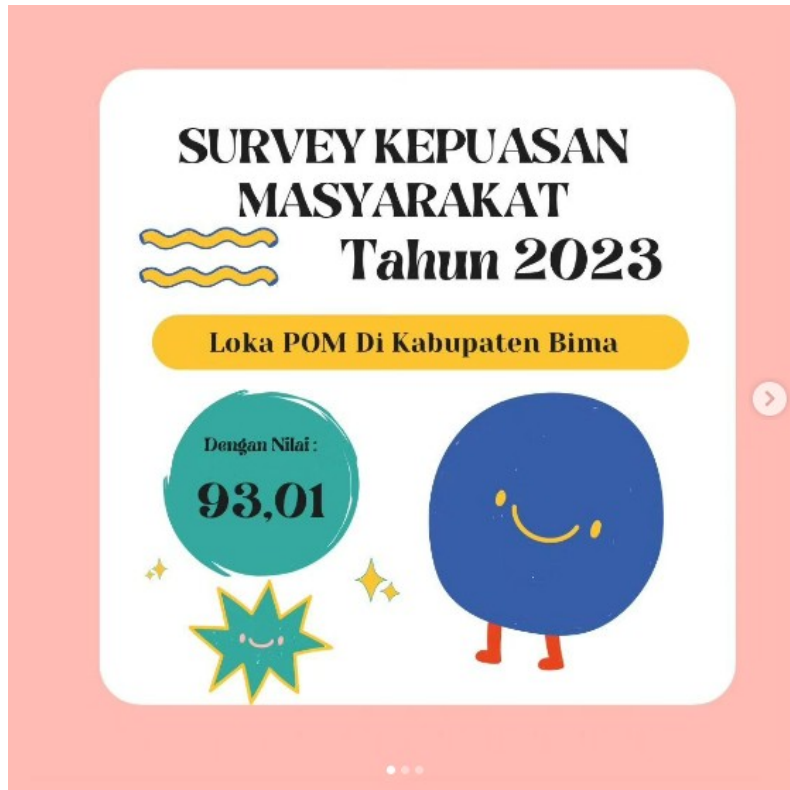 SURVEY KEPUASAN
MASYARAKAT
Tahun 2023
Loka POM Di Kabupaten Bima
Dengan Nilai :
93,01